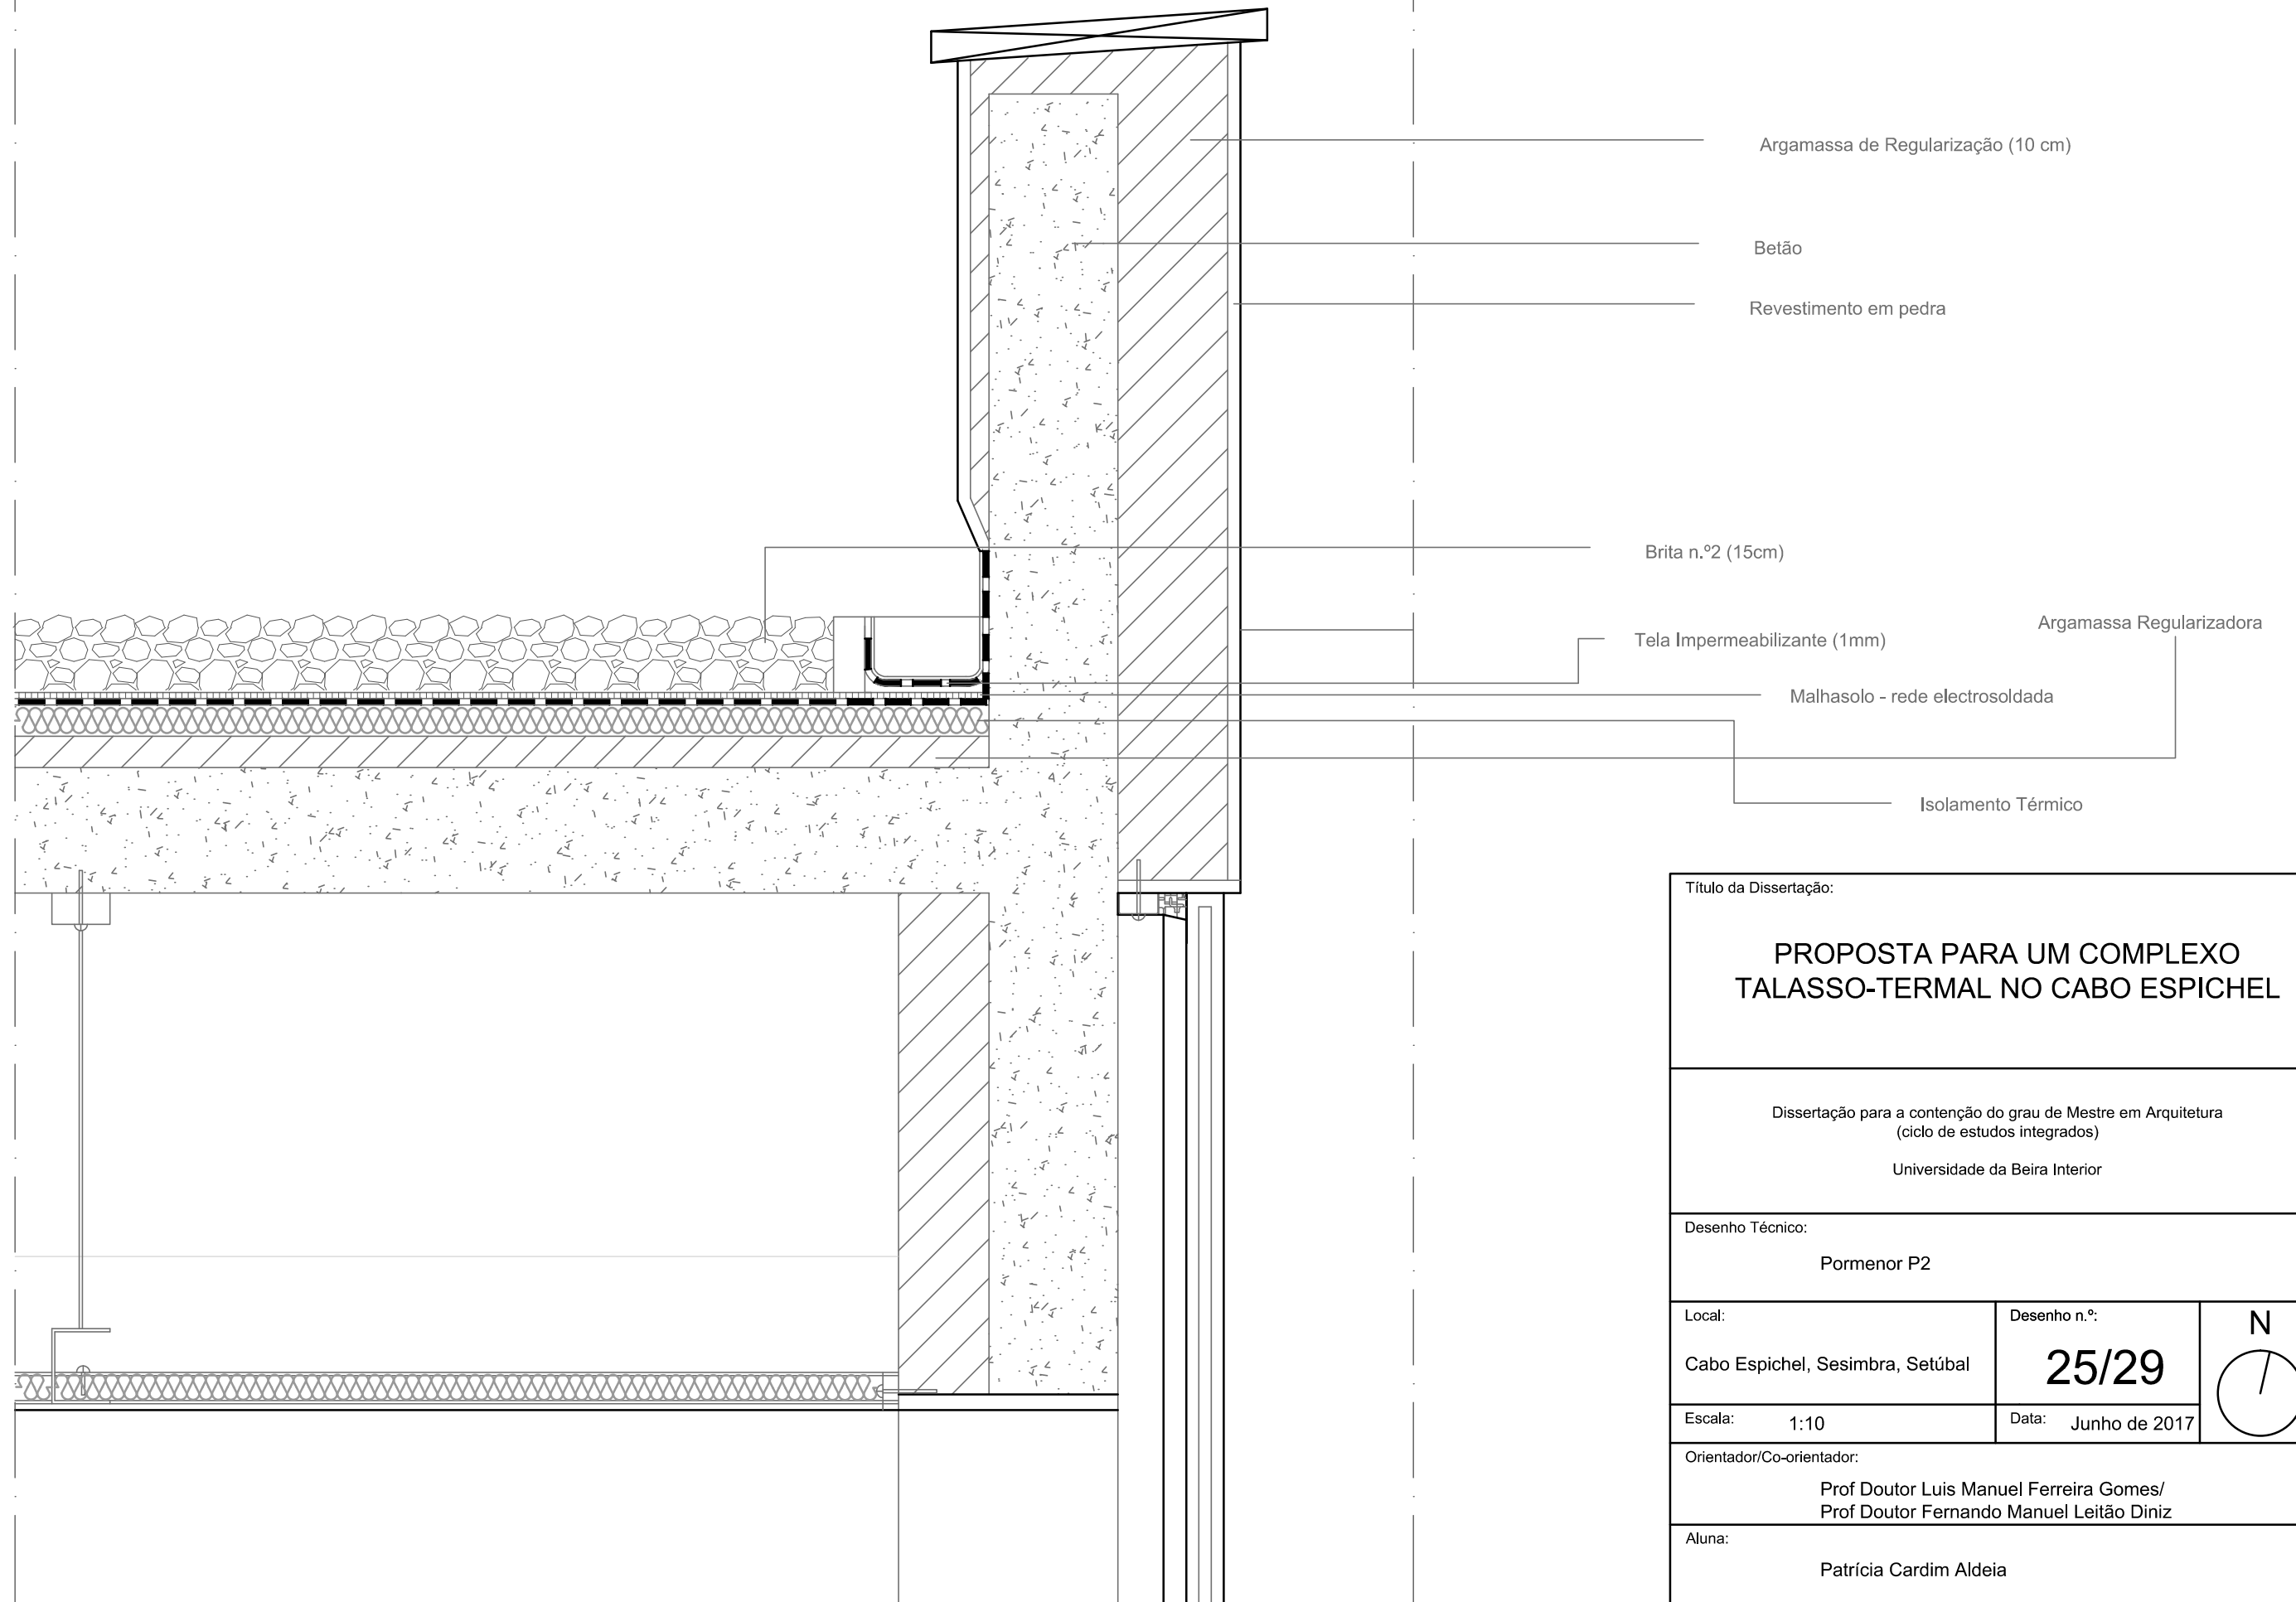 Argamassa de Regularização (10 cm)
Betão
Revestimento em pedra
Brita n.º2 (15cm)
Argamassa Regularizadora
Tela Impermeabilizante (1mm)
Malhasolo - rede electrosoldada
Isolamento Térmico
Título da Dissertação:
PROPOSTA PARA UM COMPLEXO
TALASSO-TERMAL NO CABO ESPICHEL
Dissertação para a contenção do grau de Mestre em Arquitetura
(ciclo de estudos integrados)
Universidade da Beira Interior
Desenho Técnico:
Pormenor P2
Local:
Cabo Espichel, Sesimbra, Setúbal
Desenho n.º:
25/29
N
Escala: 1:10
Data: Junho de 2017
Orientador/Co-orientador:
Prof Doutor Luis Manuel Ferreira Gomes/
Prof Doutor Fernando Manuel Leitão Diniz
Aluna:
Patrícia Cardim Aldeia